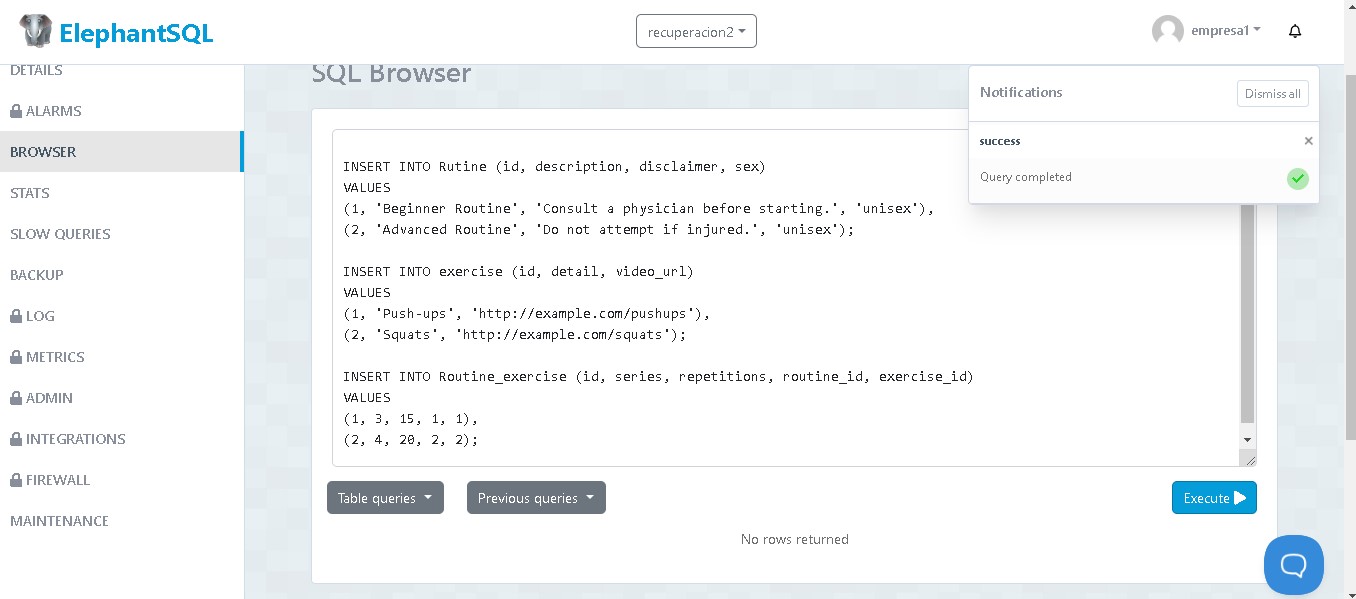 ElephantSQL
recuperacion2
empresa1
DETAILS
ALARMS
BROWSER
STATS
SLOW QUERIES
BACKUP
LOG
METRICS
ADMIN
INTEGRATIONS
FIREWALL
MAINTENANCE
SQL Browser
Notifications
Dismiss all
success
×
Query completed
INSERT INTO Rutine (id, description, disclaimer, sex)
VALUES
(1, 'Beginner Routine', 'Consult a physician before starting.', 'unisex'),
(2, 'Advanced Routine', 'Do not attempt if injured.', 'unisex');
INSERT INTO exercise (id, detail, video_url)
VALUES
(1, 'Push-ups', 'http://example.com/pushups'),
(2, 'Squats', 'http://example.com/squats');
INSERT INTO Routine_exercise (id, series, repetitions, routine_id, exercise_id)
VALUES
(1, 3, 15, 1, 1),
(2, 4, 20, 2, 2);
Table queries
Previous queries
Execute
No rows returned